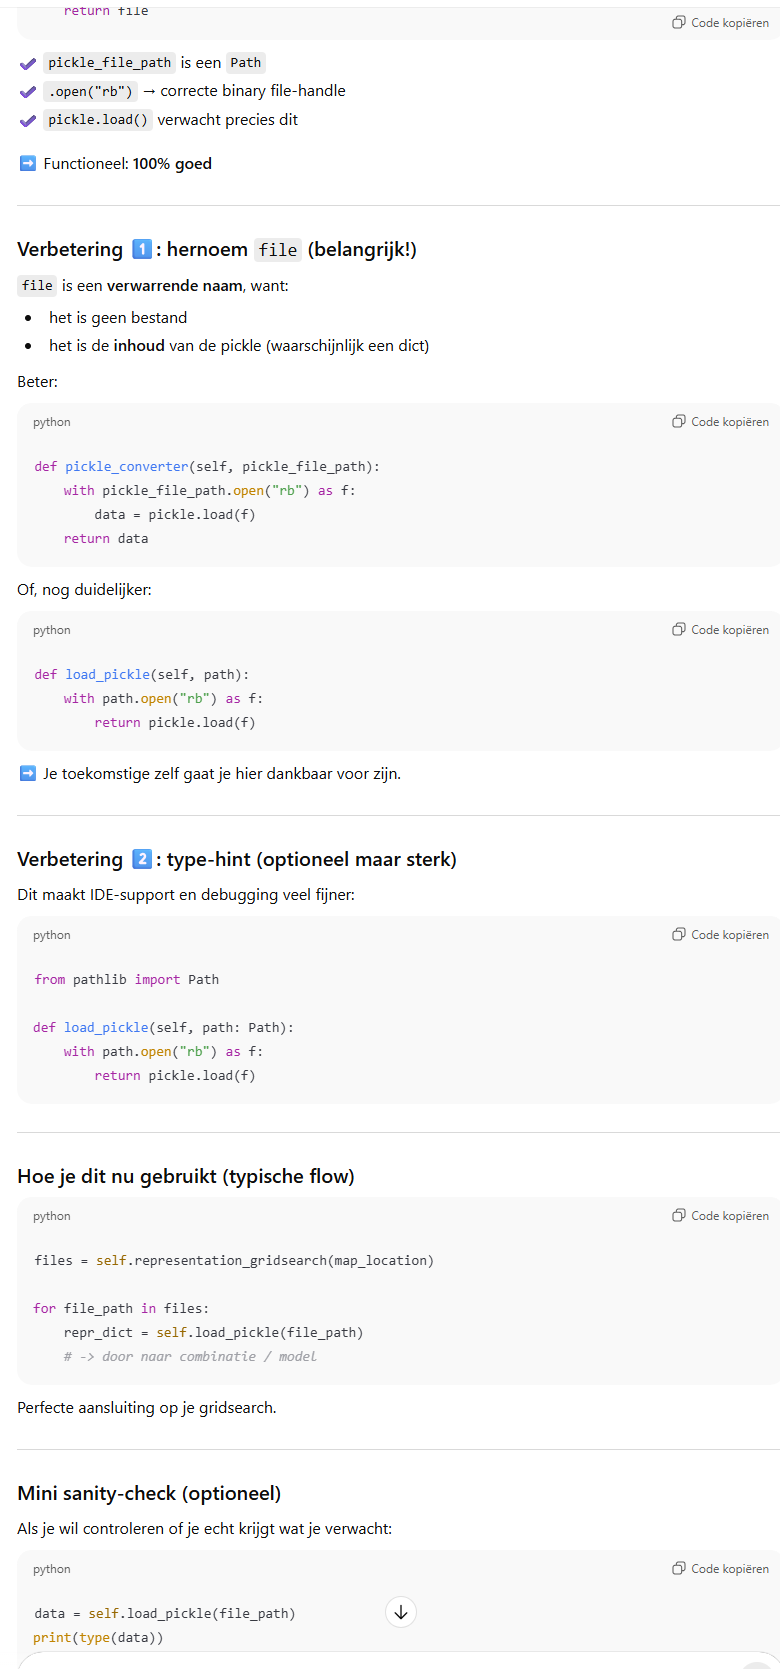 return file
Code kopiëren
✔ pickle_file_path is een Path
✔ .open("rb") → correcte binary file-handle
✔ pickle.load() verwacht precies dit
➡ Functioneel: 100% goed
Verbetering 1️⃣: hernoem file (belangrijk!)
file is een verwarrende naam, want:
• het is geen bestand
• het is de inhoud van de pickle (waarschijnlijk een dict)
Beter:
python Code kopiëren
def pickle_converter(self, pickle_file_path):
    with pickle_file_path.open("rb") as f:
        data = pickle.load(f)
    return data
Of, nog duidelijker:
python Code kopiëren
def load_pickle(self, path):
    with path.open("rb") as f:
        return pickle.load(f)
➡ Je toekomstige zelf gaat je hier dankbaar voor zijn.
Verbetering 2️⃣: type-hint (optioneel maar sterk)
Dit maakt IDE-support en debugging veel fijner:
python Code kopiëren
from pathlib import Path
def load_pickle(self, path: Path):
    with path.open("rb") as f:
        return pickle.load(f)
Hoe je dit nu gebruikt (typische flow)
python Code kopiëren
files = self.representation_gridsearch(map_location)
for file_path in files:
    repr_dict = self.load_pickle(file_path)
    # -> door naar combinatie / model
Perfecte aansluiting op je gridsearch.
Mini sanity-check (optioneel)
Als je wil controleren of je echt krijgt wat je verwacht:
python Code kopiëren
data = self.load_pickle(file_path)
print(type(data))